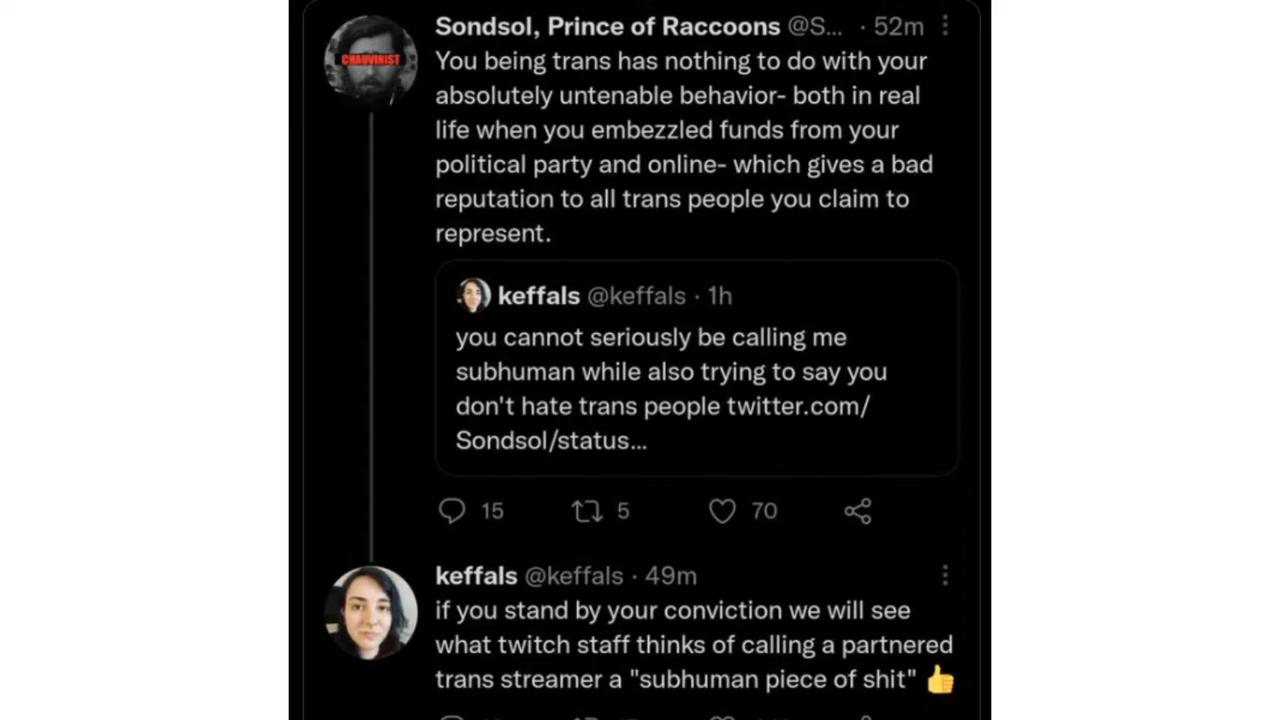 Sondsol, Prince of Raccoons @S... · 52m
CHAUVINIST
You being trans has nothing to do with your
absolutely untenable behavior- both in real
life when you embezzled funds from your
political party and online- which gives a bad
reputation to all trans people you claim to
represent.
keffals @keffals · 1h
you cannot seriously be calling me
subhuman while also trying to say you
don't hate trans people twitter.com/
Sondsol/status...
15 5 70
keffals @keffals · 49m
if you stand by your conviction we will see
what twitch staff thinks of calling a partnered
trans streamer a "subhuman piece of shit" 👍